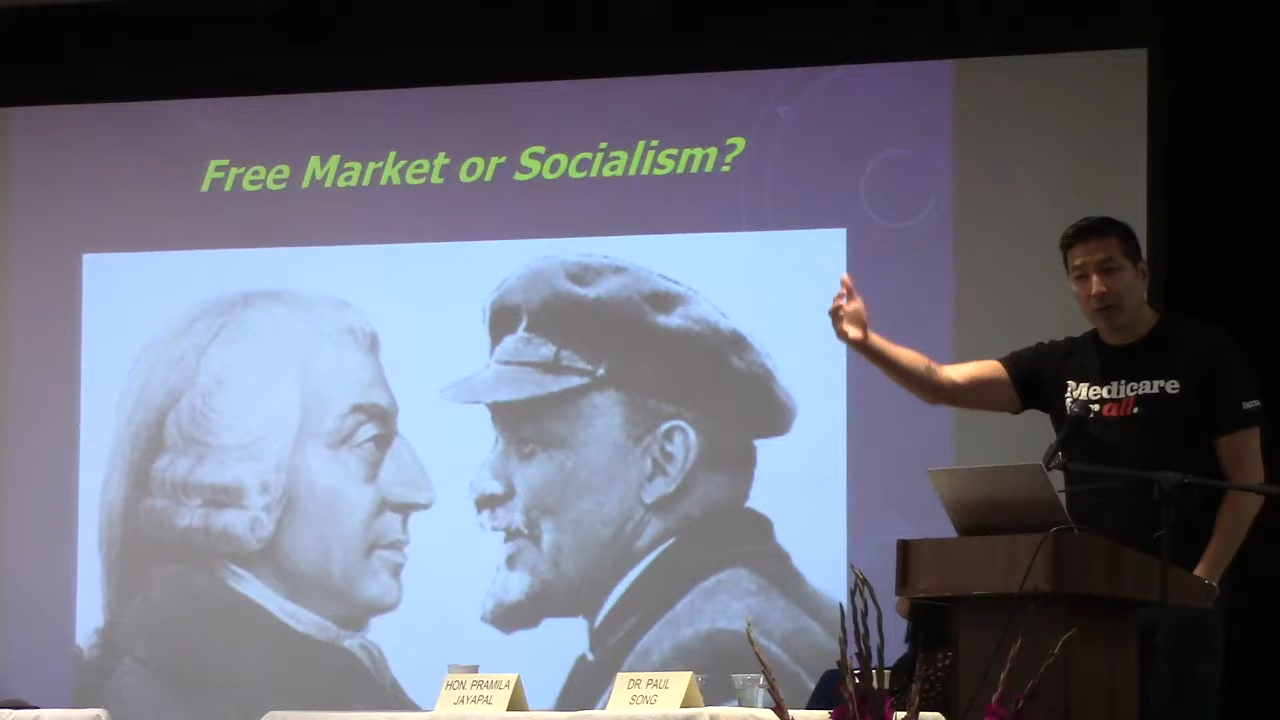 Free Market or Socialism?
Medicare
for all.
HON. PRAMILA
JAYAPAL
DR. PAUL
SONG